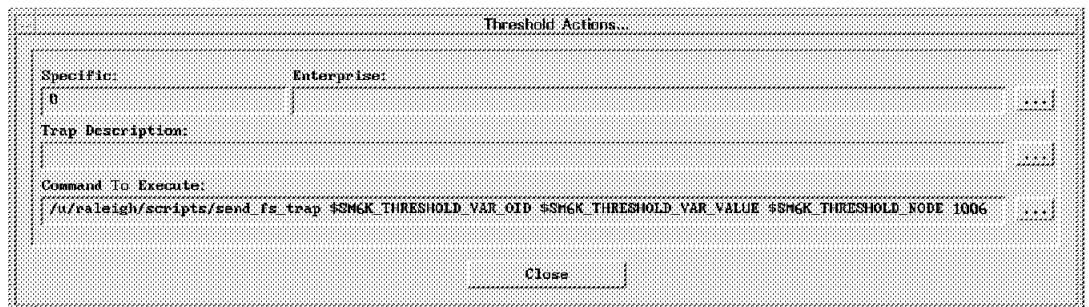 Threshold Actions...
Specific: Enterprise:
0 ...
Trap Description:
...
Command To Execute:
/u/raleigh/scripts/send_fs_trap $SM6K_THRESHOLD_VAR_OID $SM6K_THRESHOLD_VAR_VALUE $SM6K_THRESHOLD_NODE 1006 ...
Close